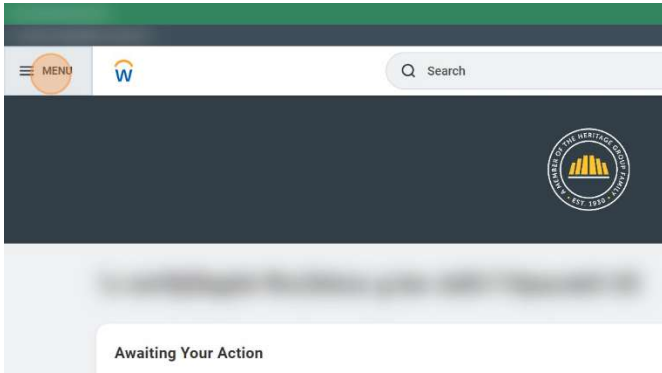 MENU
Search
A MEMBER OF THE HERITAGE GROUP FAMILY
EST. 1930
Awaiting Your Action